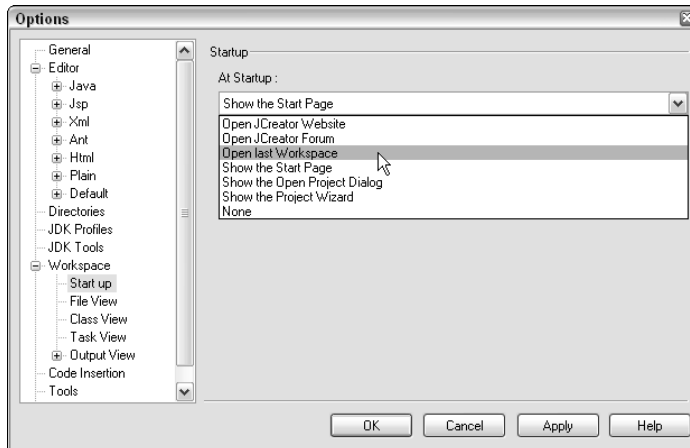 Options
General
Editor
Java
Jsp
Xml
Ant
Html
Plain
Default
Directories
JDK Profiles
JDK Tools
Workspace
Start up
File View
Class View
Task View
Output View
Code Insertion
Tools
Startup
At Startup :
Show the Start Page
Open JCreator Website
Open JCreator Forum
Open last Workspace
Show the Start Page
Show the Open Project Dialog
Show the Project Wizard
None
OK
Cancel
Apply
Help